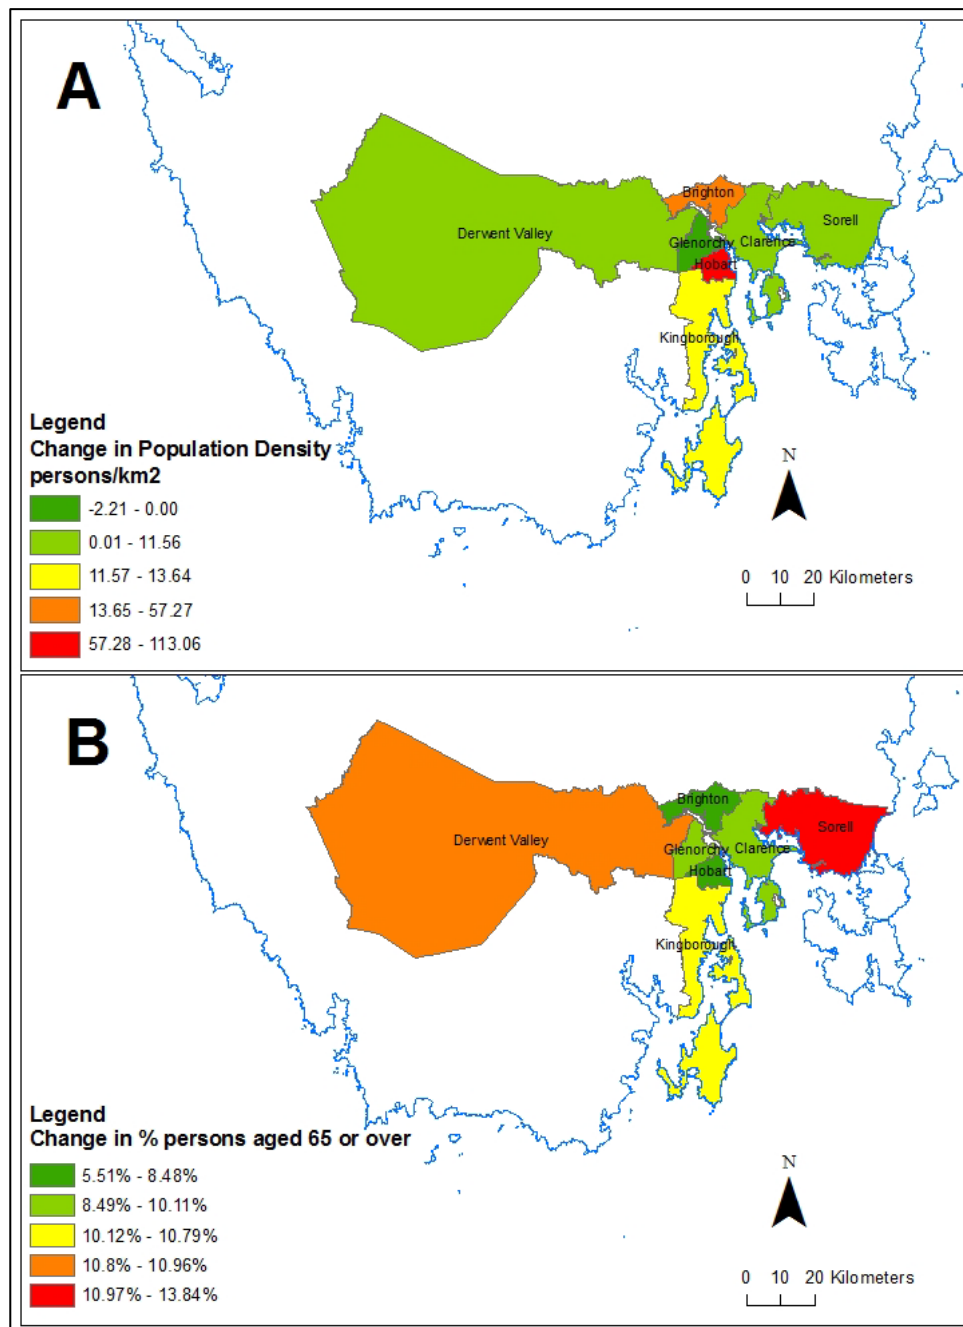 A
Brighton
Sorell
Derwent Valley
Glenorchy
Clarence
Hobart
Kingborough
Legend
Change in Population Density
persons/km2
-2.21 - 0.00
0.01 - 11.56
11.57 - 13.64
13.65 - 57.27
57.28 - 113.06
N
0 10 20 Kilometers
B
Brighton
Sorell
Derwent Valley
Glenorchy
Clarence
Hobart
Kingborough
Legend
Change in % persons aged 65 or over
5.51% - 8.48%
8.49% - 10.11%
10.12% - 10.79%
10.8% - 10.96%
10.97% - 13.84%
N
0 10 20 Kilometers